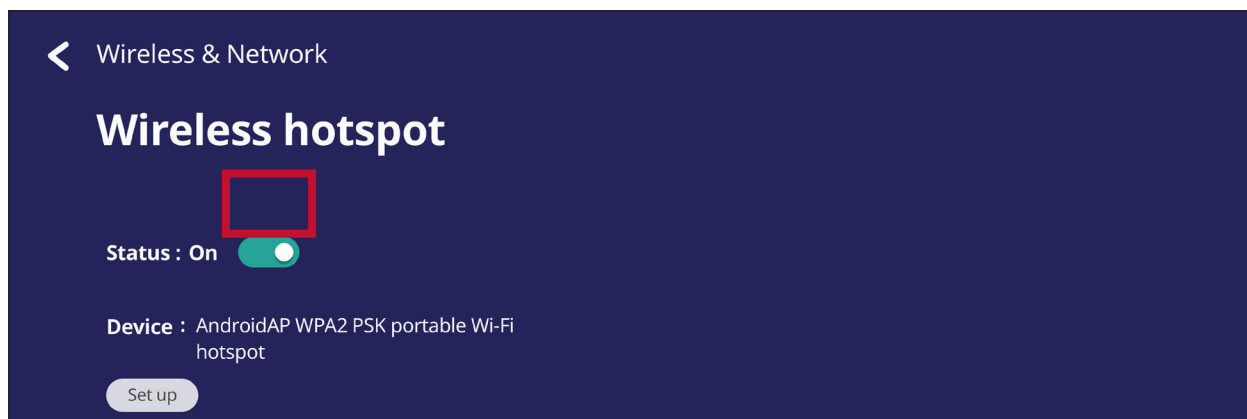 Wireless & Network
Wireless hotspot
Status : On
Device : AndroidAP WPA2 PSK portable Wi-Fi
hotspot
Set up